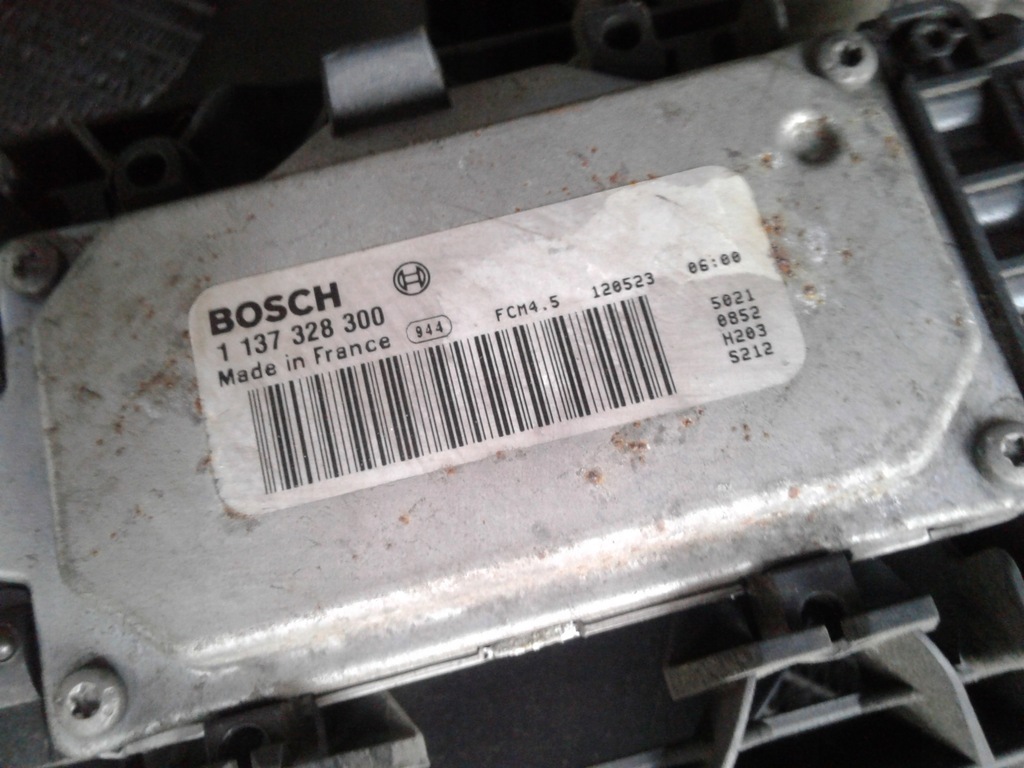 BOSCH
1 137 328 300
Made in France 944 FCM4.5 120523 06:00
5021
0852
H203
S212